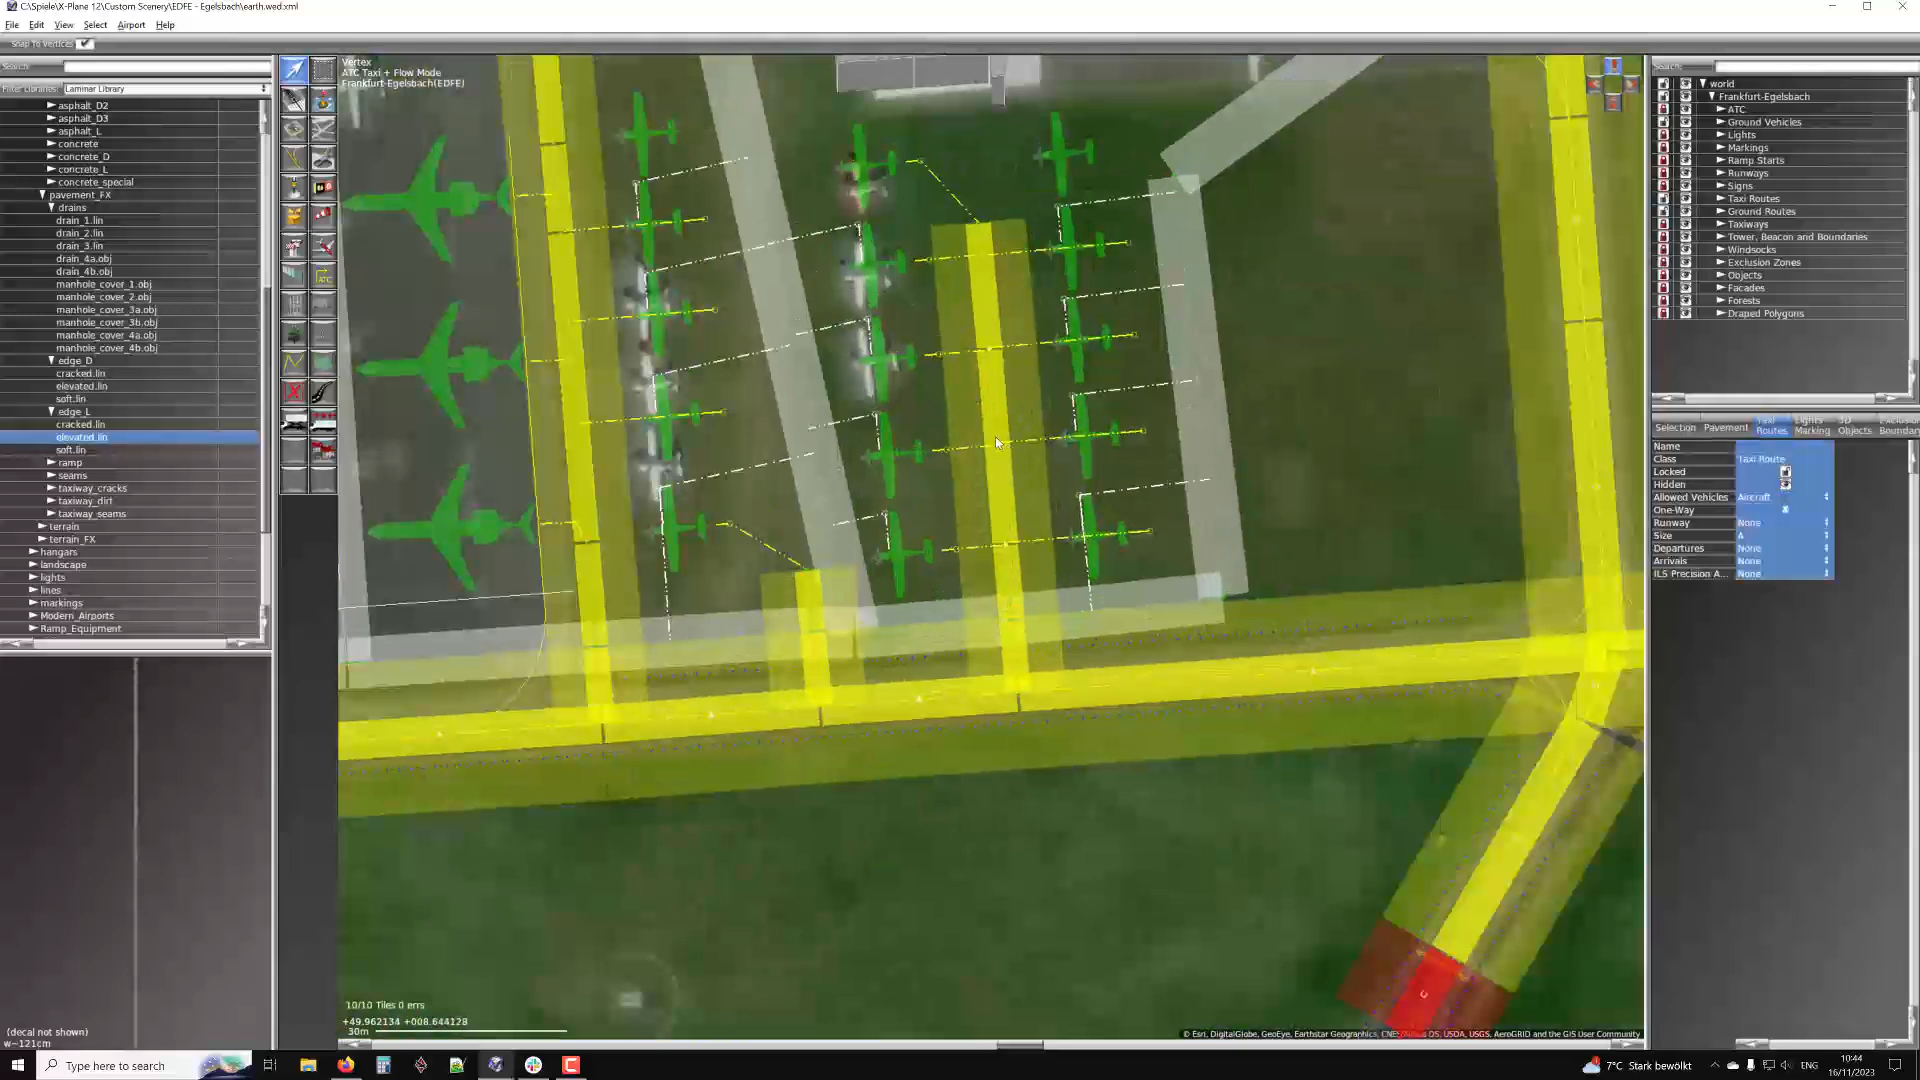 C:\Spiele\X-Plane 12\Custom Scenery\EDFE - Egelsbach\earth.wed.xml
File Edit View Select Airport Help
Snap To Vertices
Search:
Filter Libraries: Laminar Library
asphalt_D2
asphalt_D3
asphalt_L
concrete
concrete_D
concrete_L
concrete_special
pavement_FX
drains
drain_1.lin
drain_2.lin
drain_3.lin
drain_4a.obj
drain_4b.obj
manhole_cover_1.obj
manhole_cover_2.obj
manhole_cover_3a.obj
manhole_cover_3b.obj
manhole_cover_4a.obj
manhole_cover_4b.obj
edge_D
cracked.lin
elevated.lin
soft.lin
edge_L
cracked.lin
elevated.lin
soft.lin
ramp
seams
taxiway_cracks
taxiway_dirt
taxiway_seams
terrain
terrain_FX
hangars
landscape
lights
lines
markings
Modern_Airports
Ramp_Equipment
(decal not shown)
w~121cm
Vertex
ATC Taxi + Flow Mode
Frankfurt-Egelsbach(EDFE)
ATC
10/10 Tiles 0 errs
+49.962134 +008.644128
30m
Search:
world
Frankfurt-Egelsbach
ATC
Ground Vehicles
Lights
Markings
Ramp Starts
Runways
Signs
Taxi Routes
Ground Routes
Taxiways
Tower, Beacon and Boundaries
Windsocks
Exclusion Zones
Objects
Facades
Forests
Draped Polygons
Selection Pavement Taxi Routes Lights Marking 3D Objects Exclusion Boundar
Name
Class Taxi Route
Locked
Hidden
Allowed Vehicles Aircraft
One-Way
Runway None
Size A
Departures None
Arrivals None
ILS Precision A... None
Type here to search
7°C Stark bewölkt
ENG
10:44
16/11/2023